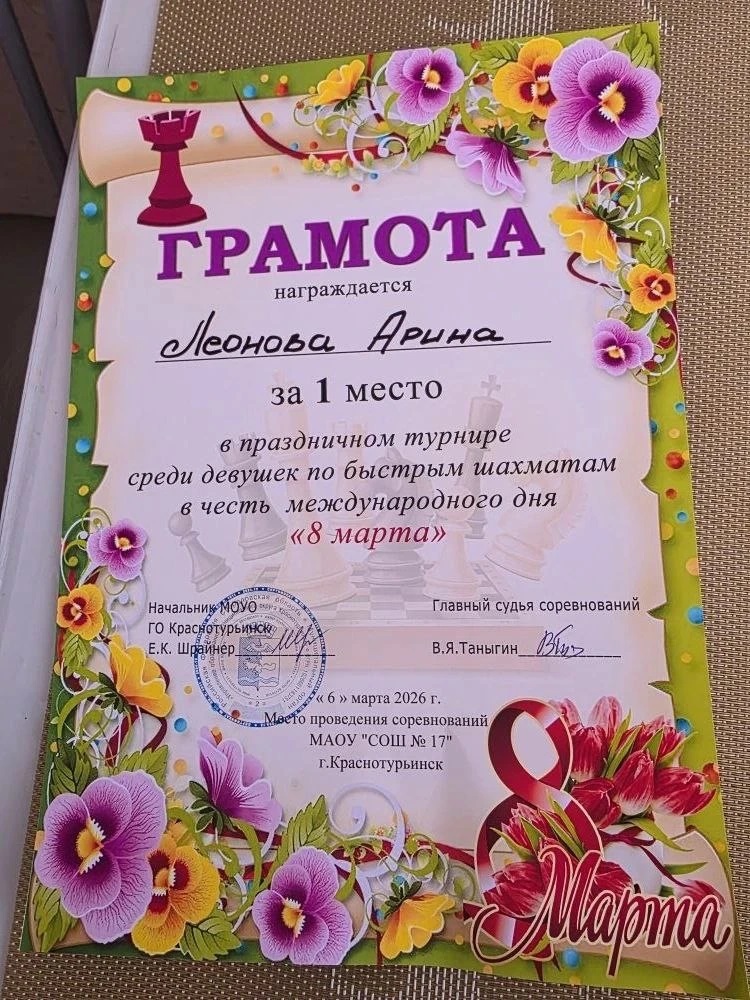 ГРАМОТА
награждается
Леонова Арина
за 1 место
в праздничном турнире
среди девушек по быстрым шахматам
в честь международного дня
«8 марта»
Начальник МОУО
ГО Краснотурьинск
Е.К. Шрайнер
Главный судья соревнований
В.Я.Таныгин
« 6 » марта 2026 г.
Место проведения соревнований
МАОУ "СОШ № 17"
г.Краснотурьинск
8 Марта